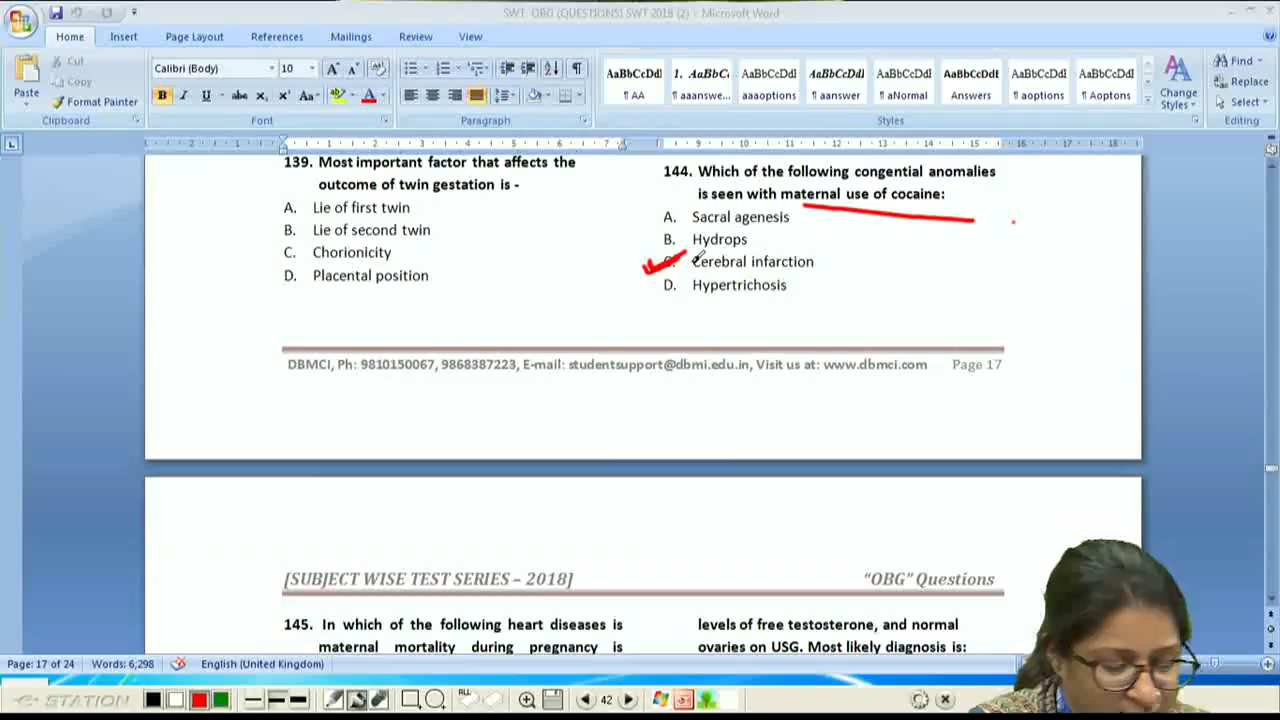 SWT OBG (QUESTIONS) SWT 2018 (2) - Microsoft Word
Home Insert Page Layout References Mailings Review View
Paste
Cut
Copy
Format Painter
Clipboard
Calibri (Body) 10
Font
Paragraph
AaBbCcDdI 1. AaBbC AaBbCcDdI AaBbCcDdI AaBbCcDdI AaBbCcDdI AaBbCcDdI AaBbCcDdI
¶ AA ¶ aaanswe... ¶ aaaoptions ¶ aanswer ¶ aNormal ¶ Answers ¶ aoptions ¶ Aoptons
Change Styles
Styles
Find
Replace
Select
Editing
139. Most important factor that affects the
outcome of twin gestation is -
A. Lie of first twin
B. Lie of second twin
C. Chorionicity
D. Placental position
144. Which of the following congential anomalies
is seen with maternal use of cocaine:
A. Sacral agenesis
B. Hydrops
C. Cerebral infarction
D. Hypertrichosis
DBMCI, Ph: 9810150067, 9868387223, E-mail: studentsupport@dbmi.edu.in, Visit us at: www.dbmci.com Page 17
[SUBJECT WISE TEST SERIES – 2018] "OBG" Questions
145. In which of the following heart diseases is
maternal mortality during pregnancy is
levels of free testosterone, and normal
ovaries on USG. Most likely diagnosis is:
Page: 17 of 24 Words: 6,298 English (United Kingdom)
e-STATION 42